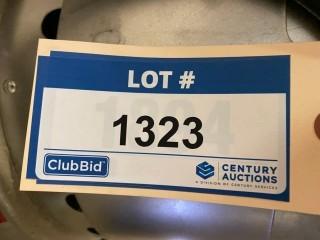 LOT #
1323
ClubBid
CENTURY
AUCTIONS
A DIVISION OF CENTURY SERVICES